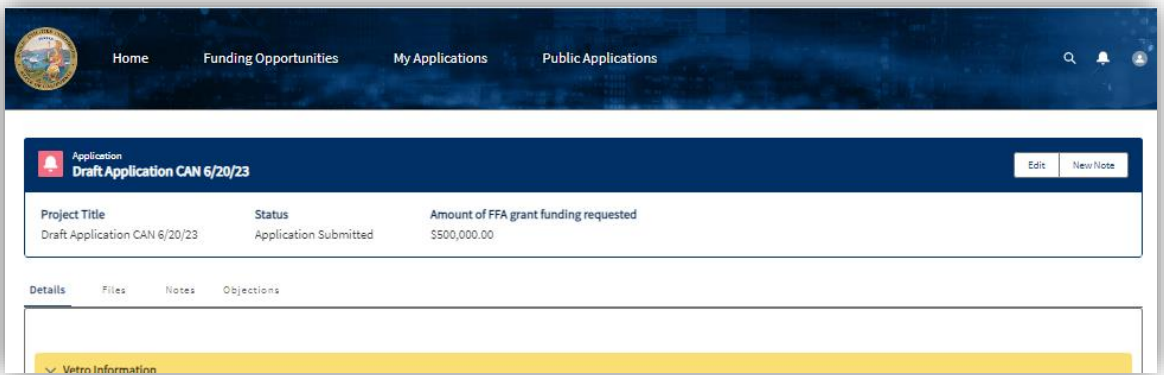 Home Funding Opportunities My Applications Public Applications
Application
Draft Application CAN 6/20/23
Edit New Note
Project Title Status Amount of FFA grant funding requested
Draft Application CAN 6/20/23 Application Submitted $500,000.00
Details Files Notes Objections
Vetro Information